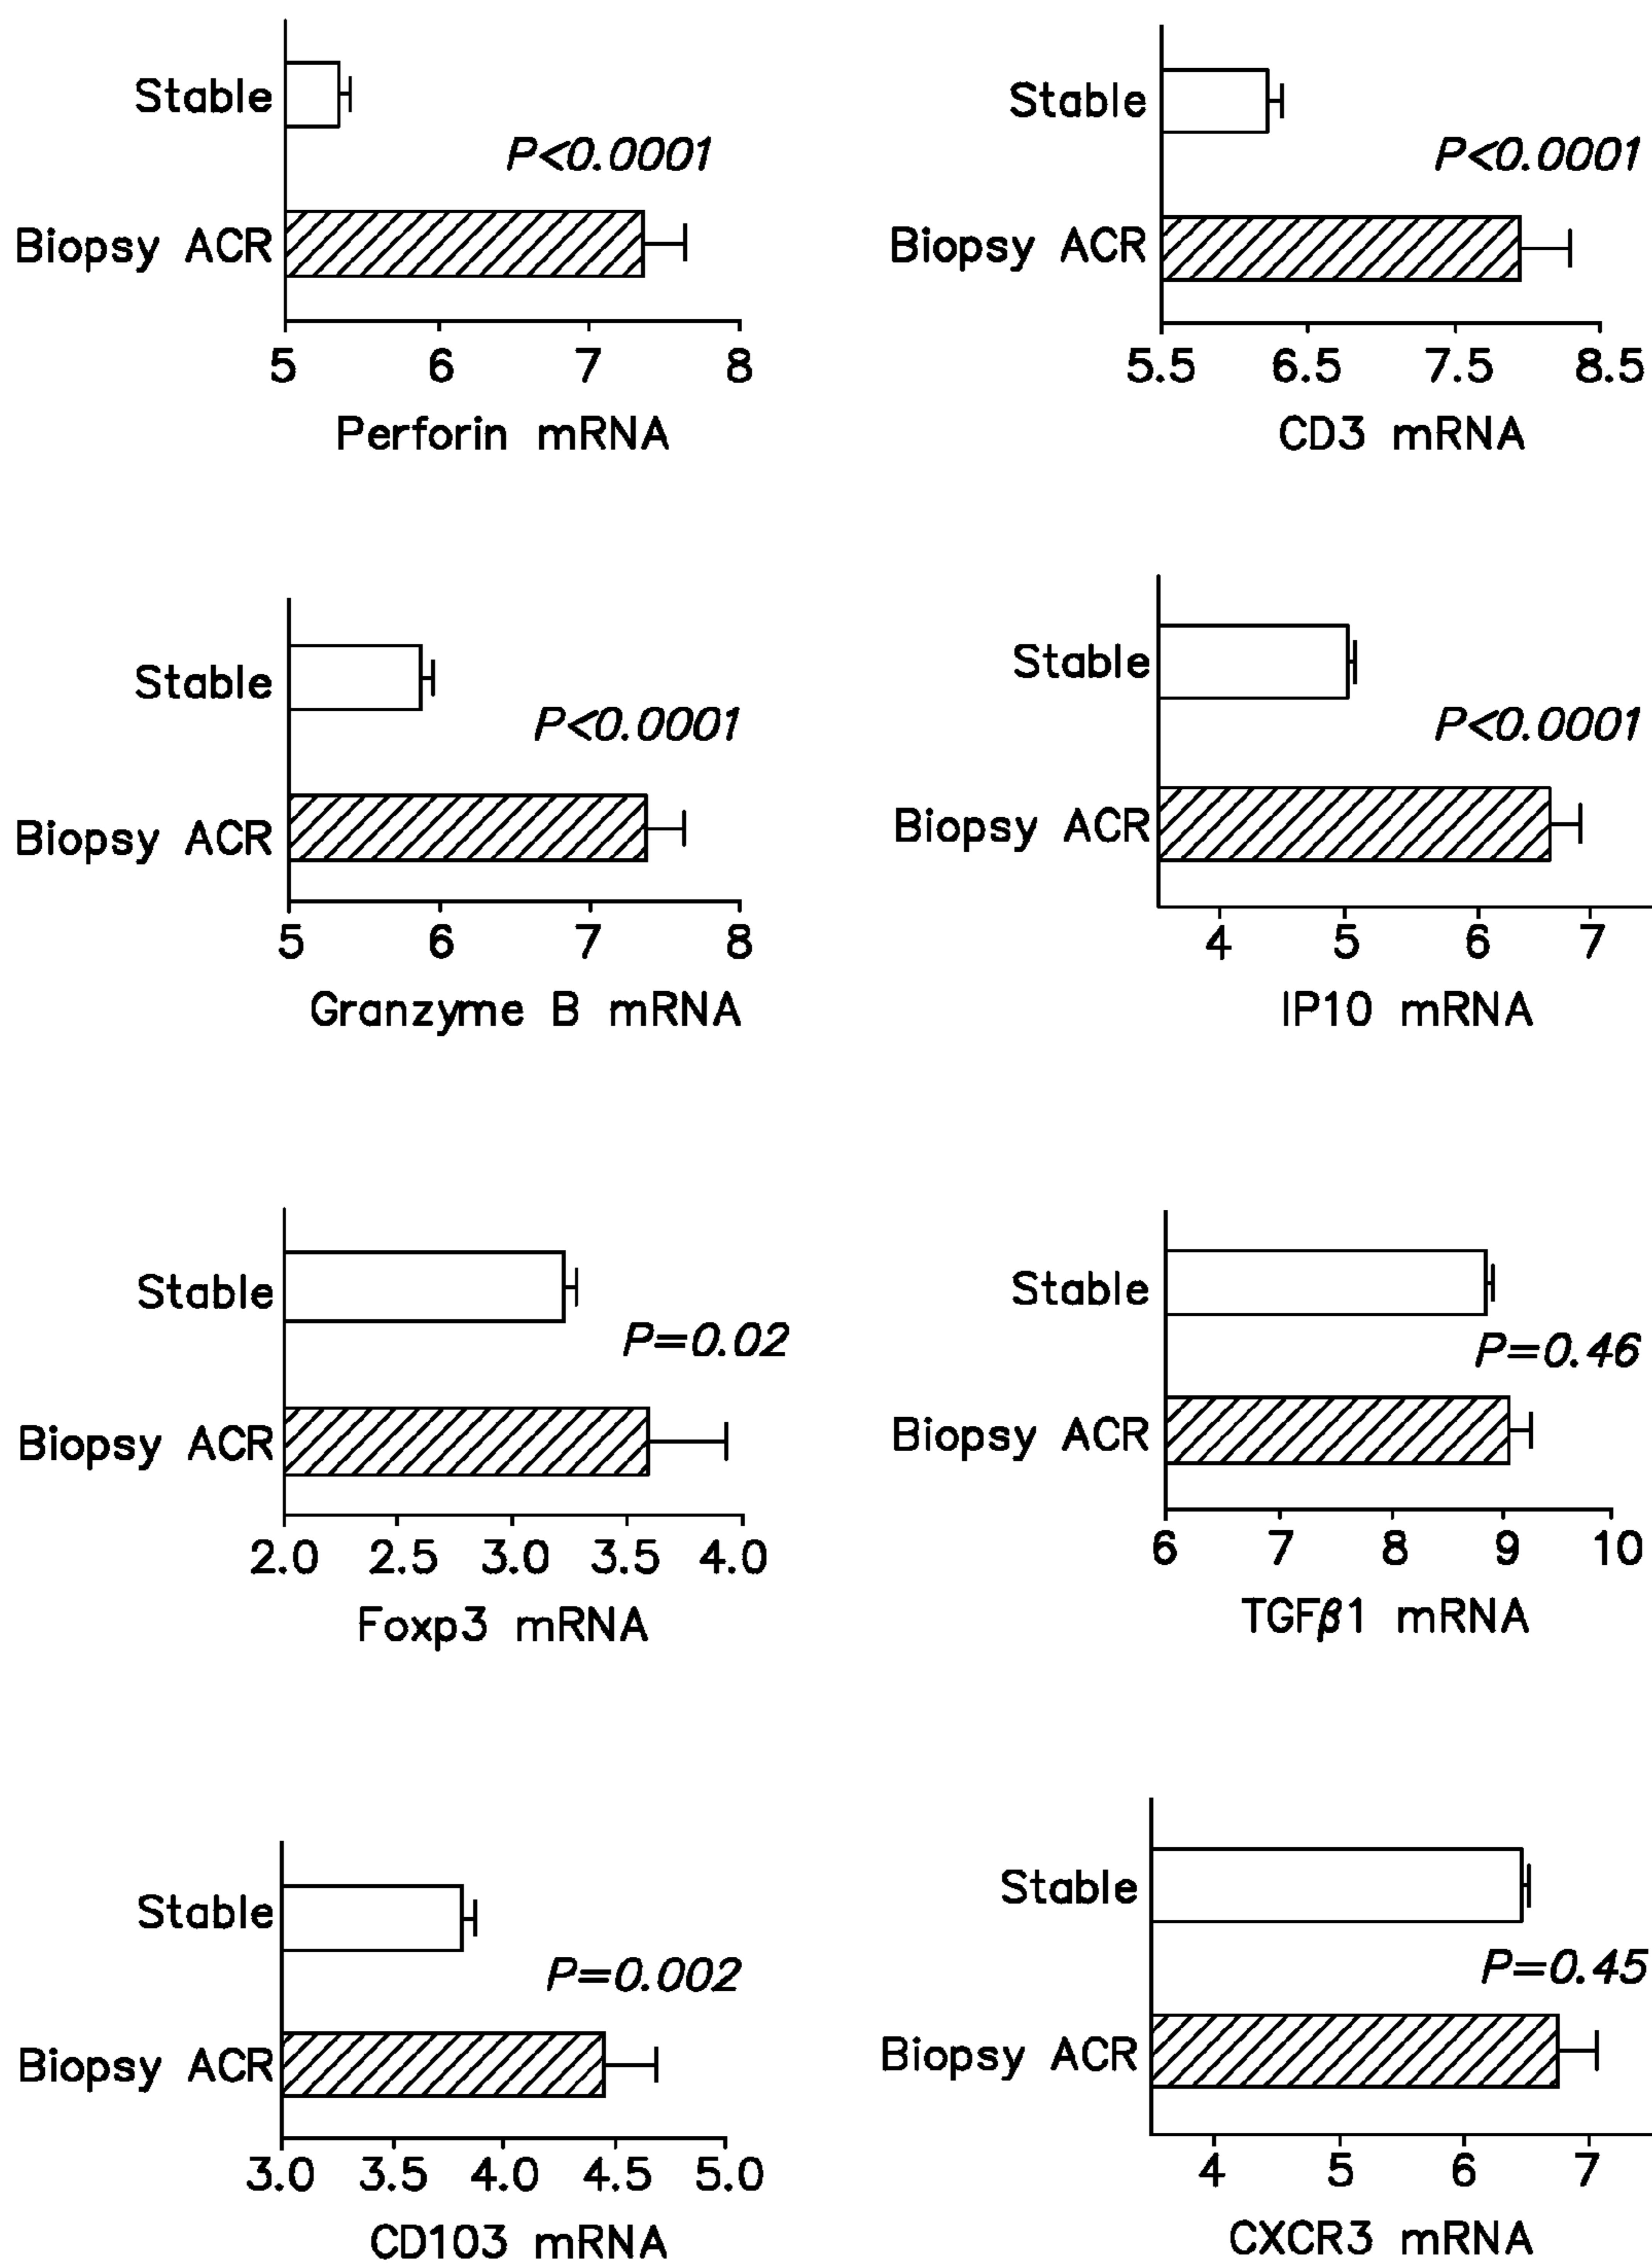 Stable
P<0.0001
Biopsy ACR
5 6 7 8
Perforin mRNA
Stable
P<0.0001
Biopsy ACR
5.5 6.5 7.5 8.5
CD3 mRNA
Stable
P<0.0001
Biopsy ACR
5 6 7 8
Granzyme B mRNA
Stable
P<0.0001
Biopsy ACR
4 5 6 7
IP10 mRNA
Stable
P=0.02
Biopsy ACR
2.0 2.5 3.0 3.5 4.0
Foxp3 mRNA
Stable
P=0.46
Biopsy ACR
6 7 8 9 10
TGFβ1 mRNA
Stable
P=0.002
Biopsy ACR
3.0 3.5 4.0 4.5 5.0
CD103 mRNA
Stable
P=0.45
Biopsy ACR
4 5 6 7
CXCR3 mRNA